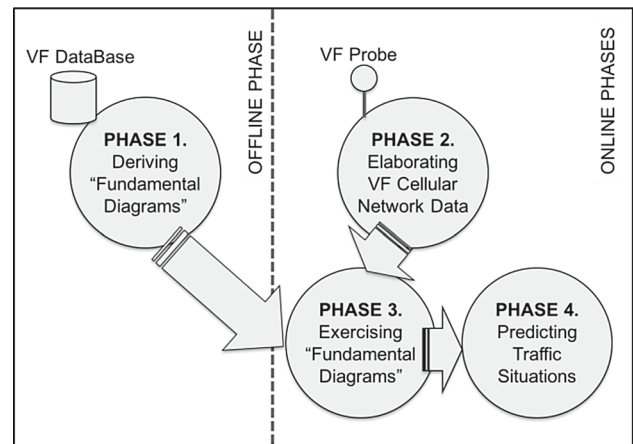 VF DataBase
OFFLINE PHASE
PHASE 1.
Deriving
“Fundamental
Diagrams”
VF Probe
ONLINE PHASES
PHASE 2.
Elaborating
VF Cellular
Network Data
PHASE 3.
Exercising
“Fundamental
Diagrams”
PHASE 4.
Predicting
Traffic
Situations